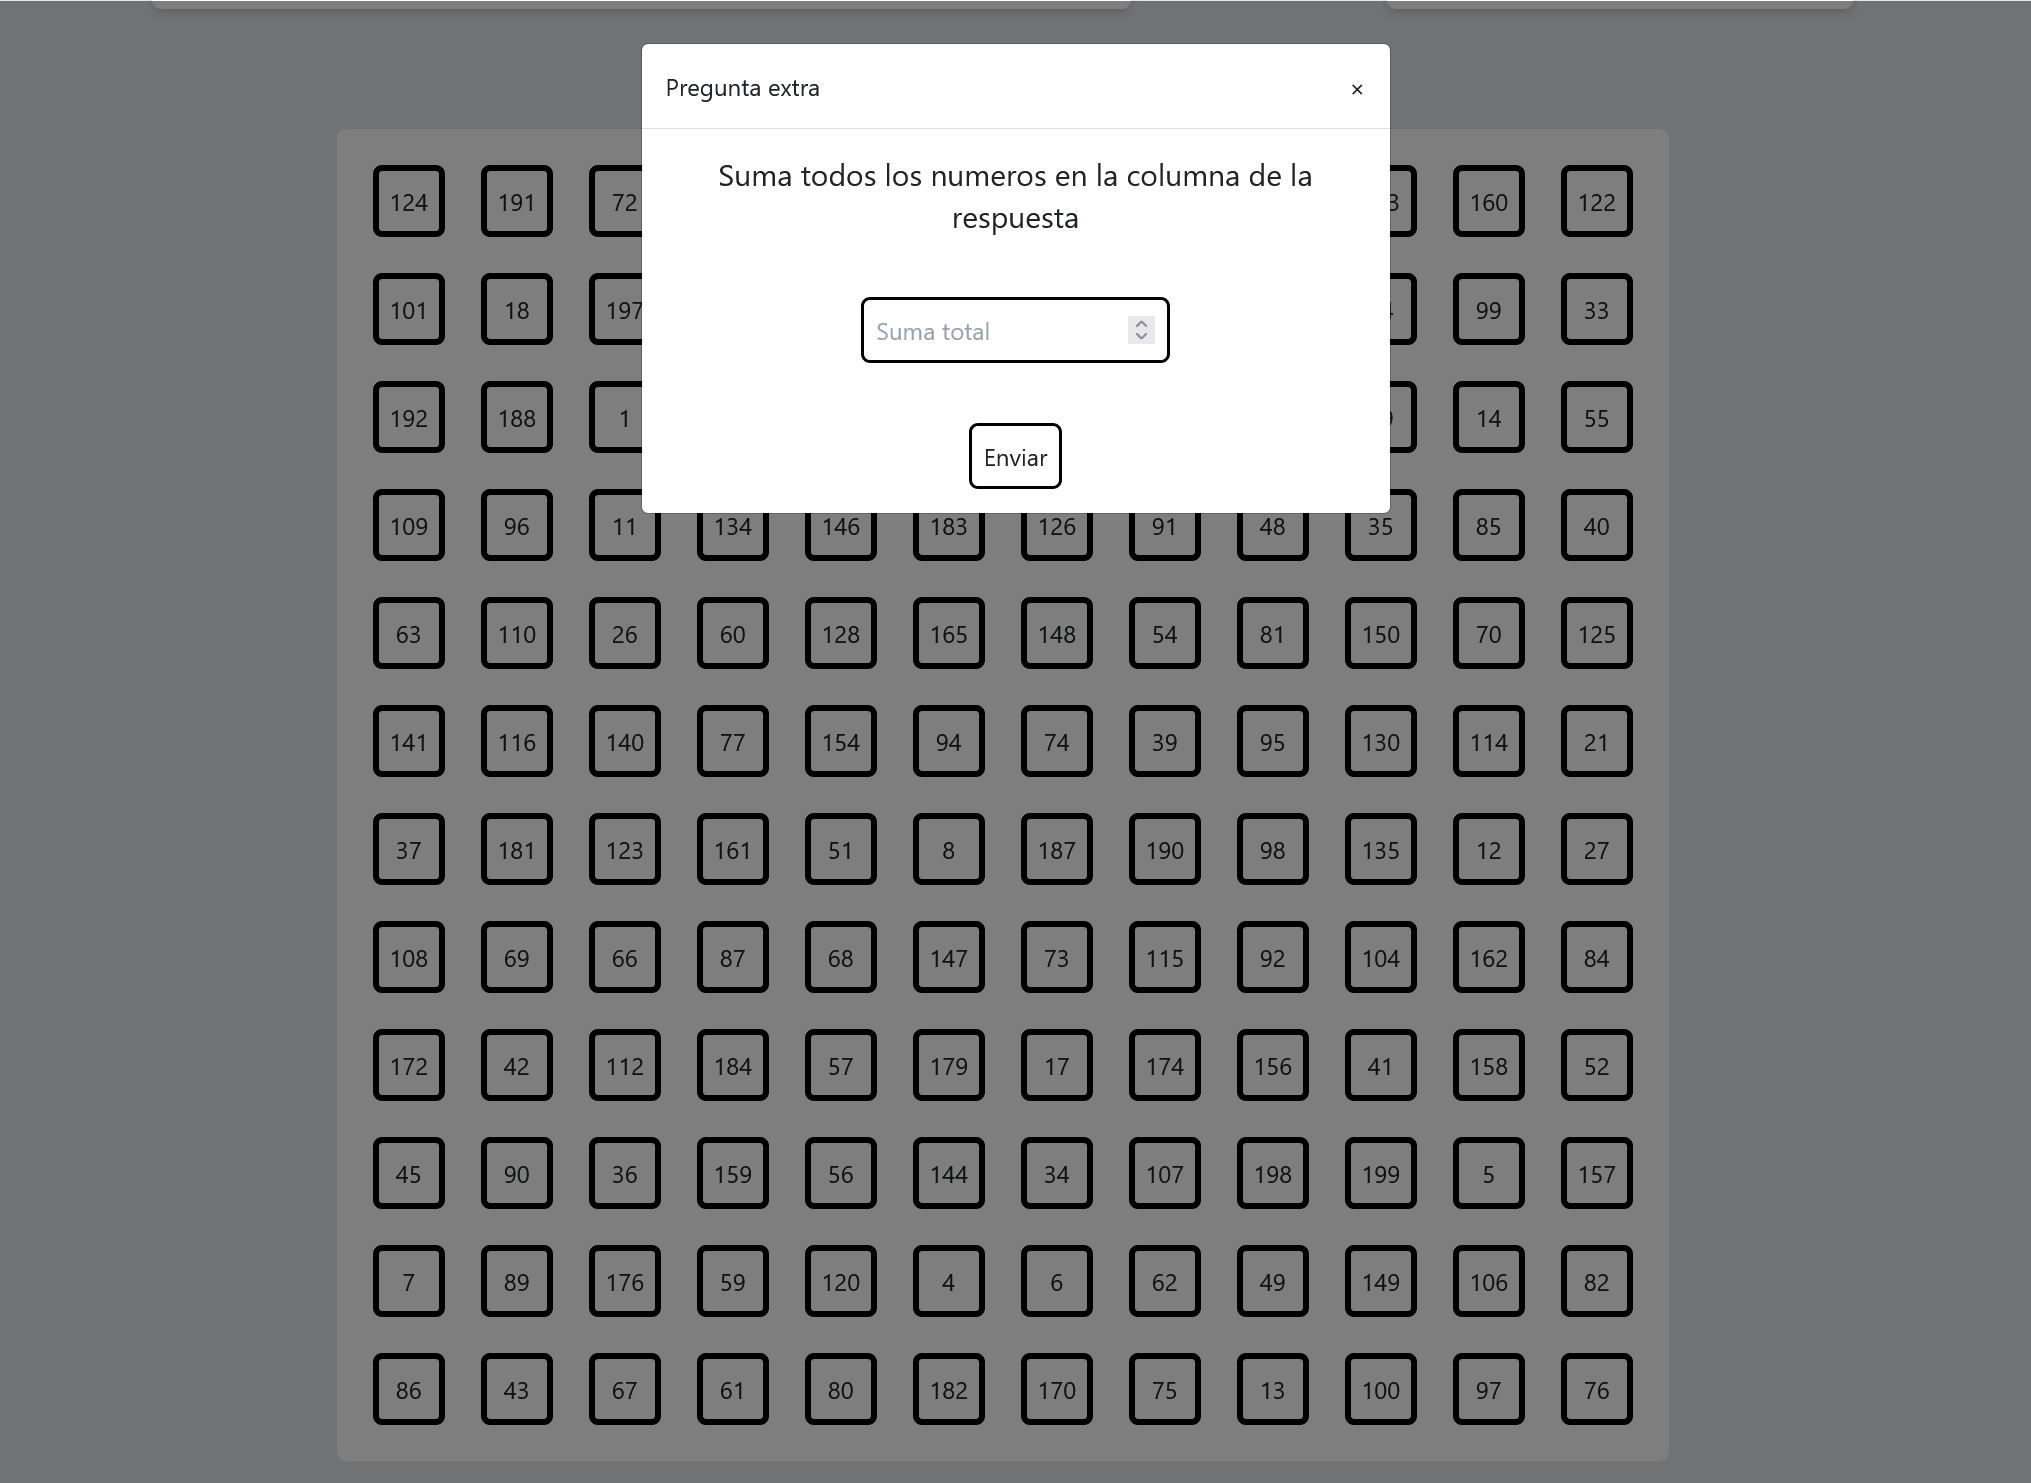 Pregunta extra ×
Suma todos los numeros en la columna de la
respuesta
Suma total
Enviar
124 191 72 160 122
101 18 197 99 33
192 188 1 14 55
109 96 11 134 146 183 126 91 48 35 85 40
63 110 26 60 128 165 148 54 81 150 70 125
141 116 140 77 154 94 74 39 95 130 114 21
37 181 123 161 51 8 187 190 98 135 12 27
108 69 66 87 68 147 73 115 92 104 162 84
172 42 112 184 57 179 17 174 156 41 158 52
45 90 36 159 56 144 34 107 198 199 5 157
7 89 176 59 120 4 6 62 49 149 106 82
86 43 67 61 80 182 170 75 13 100 97 76